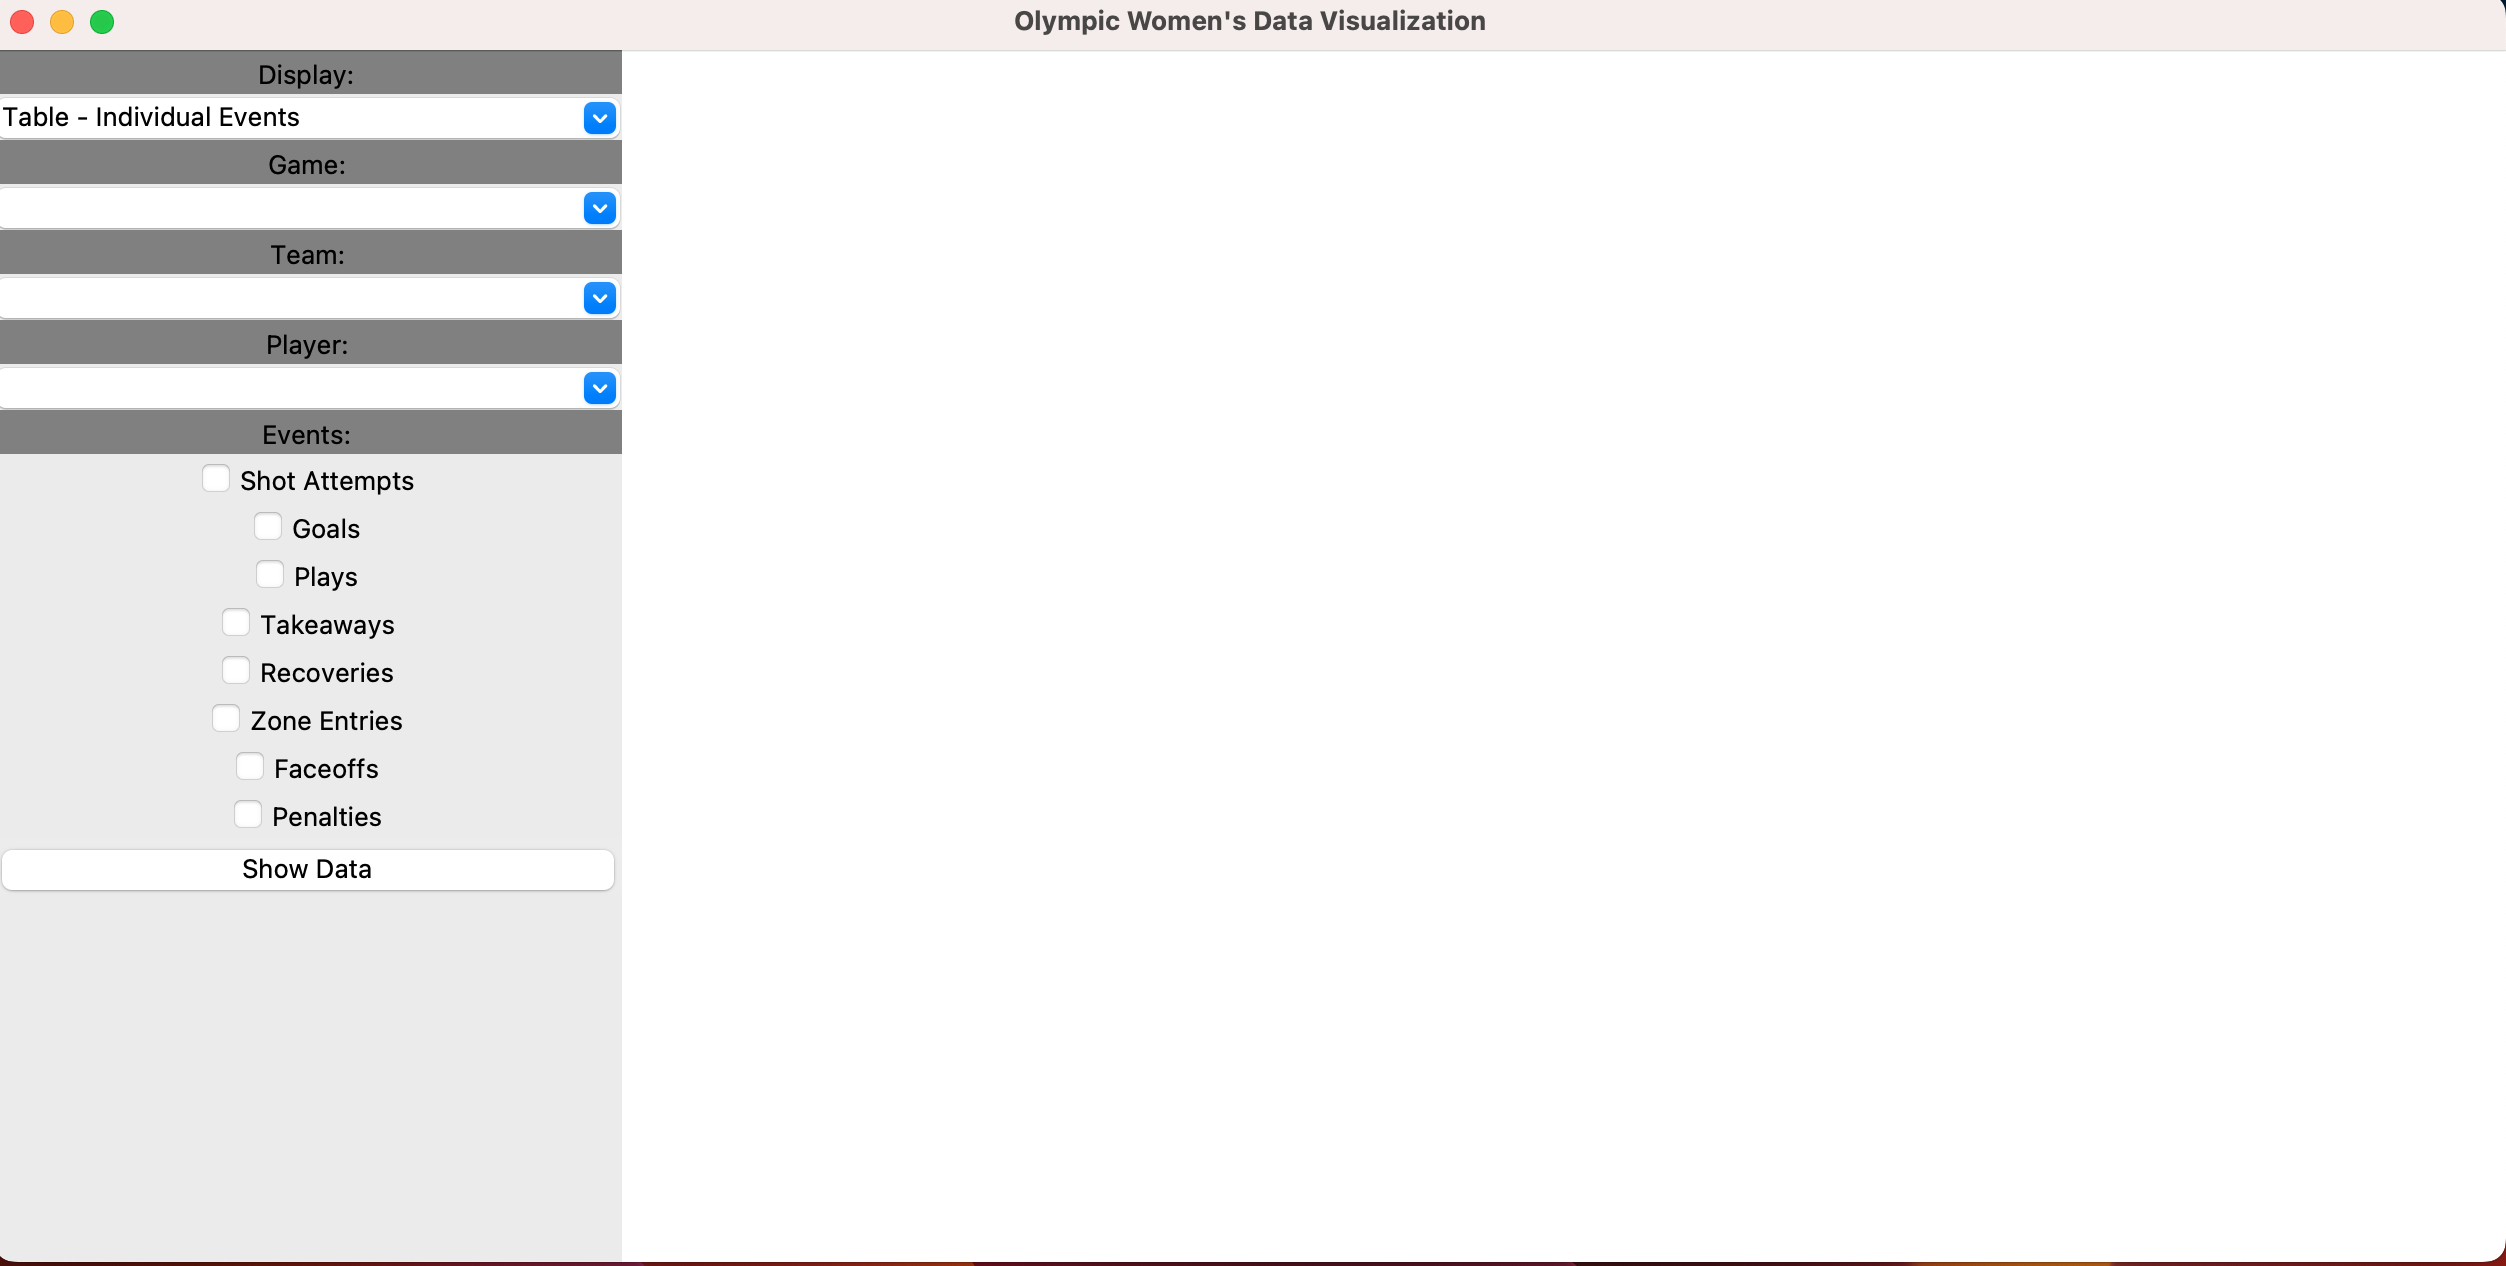 Olympic Women's Data Visualization
Display:
Table - Individual Events
Game:
Team:
Player:
Events:
Shot Attempts
Goals
Plays
Takeaways
Recoveries
Zone Entries
Faceoffs
Penalties
Show Data